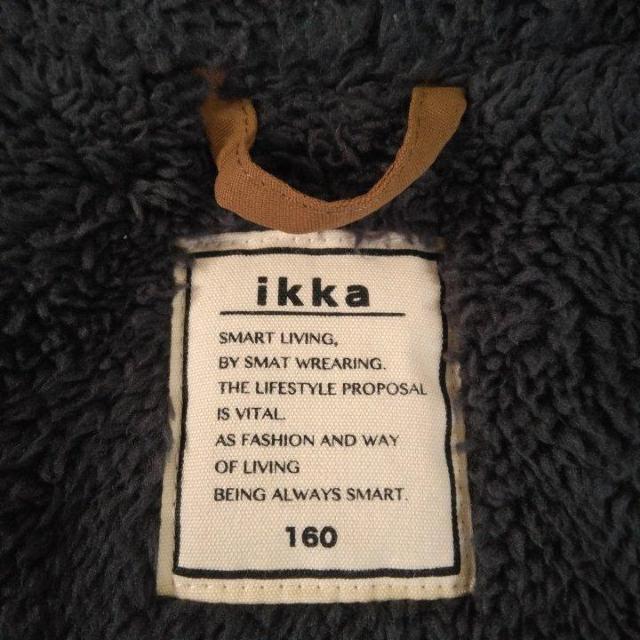 ikka
SMART LIVING,
BY SMAT WREARING.
THE LIFESTYLE PROPOSAL
IS VITAL.
AS FASHION AND WAY
OF LIVING
BEING ALWAYS SMART.
160